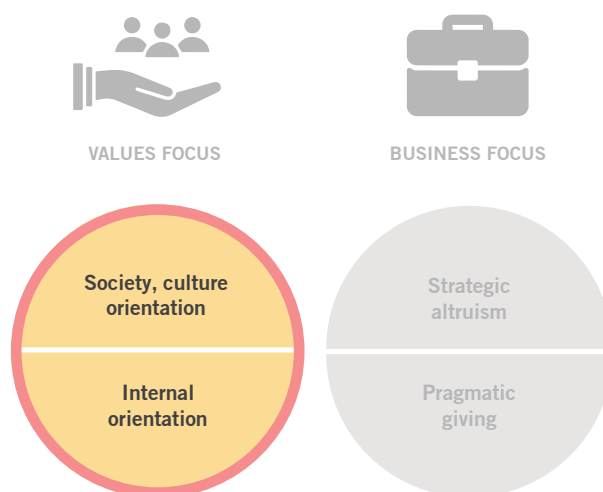 VALUES FOCUS
BUSINESS FOCUS
Society, culture
orientation
Internal
orientation
Strategic
altruism
Pragmatic
giving